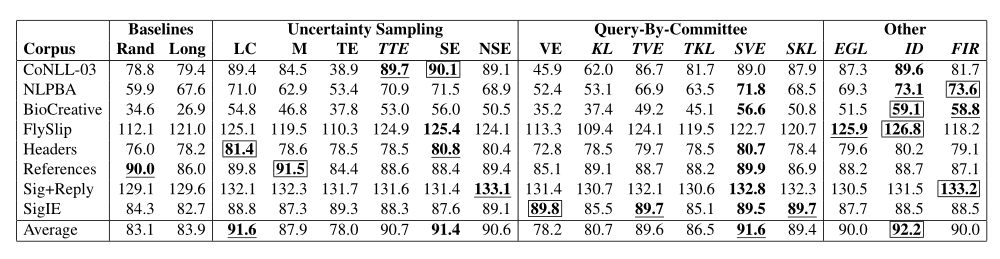 Baselines Uncertainty Sampling Query-By-Committee Other
Corpus Rand Long LC M TE TTE SE NSE VE KL TVE TKL SVE SKL EGL ID FIR
CoNLL-03 78.8 79.4 89.4 84.5 38.9 89.7 90.1 89.1 45.9 62.0 86.7 81.7 89.0 87.9 87.3 89.6 81.7
NLPBA 59.9 67.6 71.0 62.9 53.4 70.9 71.5 68.9 52.4 53.1 66.9 63.5 71.8 68.5 69.3 73.1 73.6
BioCreative 34.6 26.9 54.8 46.8 37.8 53.0 56.0 50.5 35.2 37.4 49.2 45.1 56.6 50.8 51.5 59.1 58.8
FlySlip 112.1 121.0 125.1 119.5 110.3 124.9 125.4 124.1 113.3 109.4 124.1 119.5 122.7 120.7 125.9 126.8 118.2
Headers 76.0 78.2 81.4 78.6 78.5 78.5 80.8 80.4 72.8 78.5 79.7 78.5 80.7 78.4 79.6 80.2 79.1
References 90.0 86.0 89.8 91.5 84.4 88.6 88.4 89.4 85.1 89.1 88.7 88.2 89.9 86.9 88.2 88.7 87.1
Sig+Reply 129.1 129.6 132.1 132.3 131.7 131.6 131.4 133.1 131.4 130.7 132.1 130.6 132.8 132.3 130.5 131.5 133.2
SigIE 84.3 82.7 88.8 87.3 89.3 88.3 87.6 89.1 89.8 85.5 89.7 85.1 89.5 89.7 87.7 88.5 88.5
Average 83.1 83.9 91.6 87.9 78.0 90.7 91.4 90.6 78.2 80.7 89.6 86.5 91.6 89.4 90.0 92.2 90.0